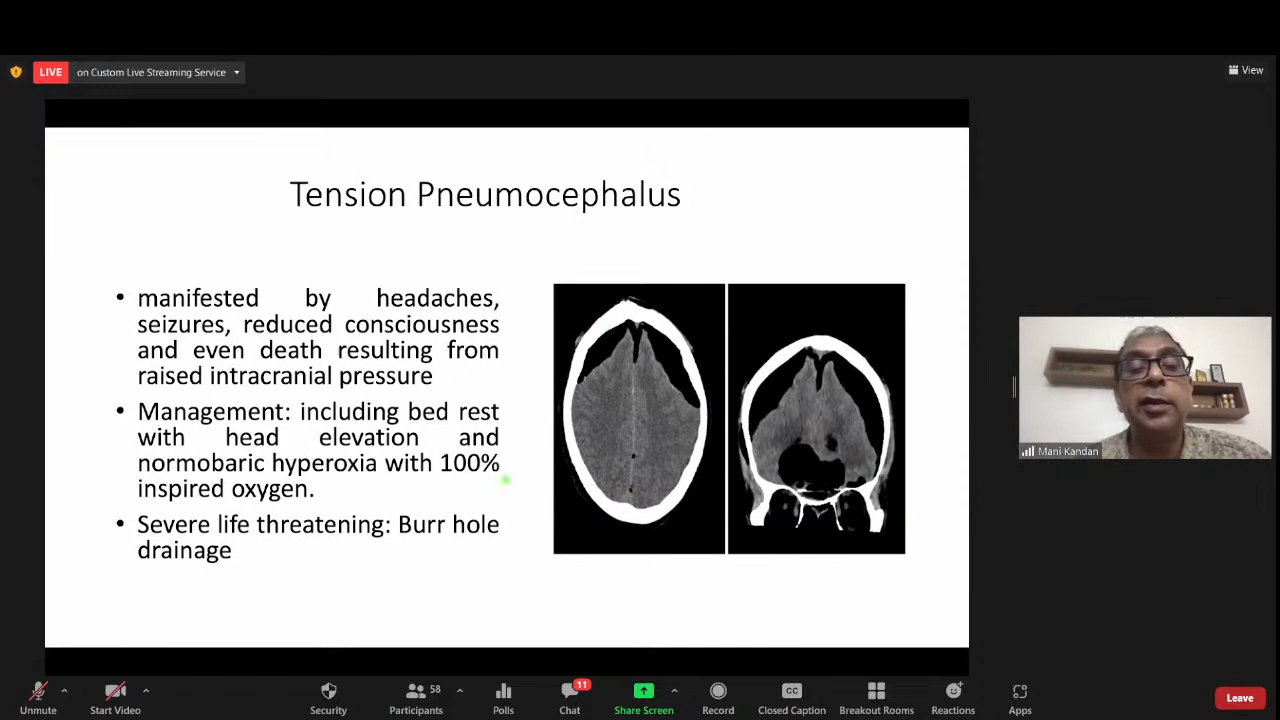 LIVE on Custom Live Streaming Service
View
Tension Pneumocephalus
• manifested by headaches,
seizures, reduced consciousness
and even death resulting from
raised intracranial pressure
• Management: including bed rest
with head elevation and
normobaric hyperoxia with 100%
inspired oxygen.
• Severe life threatening: Burr hole
drainage
Mani Kandan
Unmute
Start Video
Security
58
Participants
Polls
11
Chat
Share Screen
Record
CC
Closed Caption
Breakout Rooms
Reactions
Apps
Leave